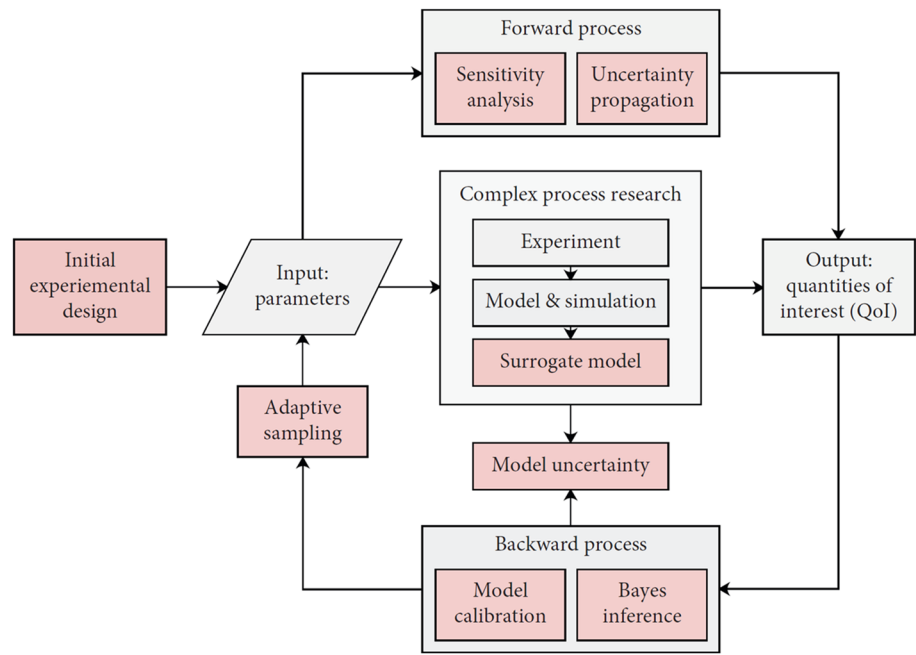 Forward process
Sensitivity
analysis
Uncertainty
propagation
Complex process research
Experiment
Model & simulation
Surrogate model
Initial
experiemental
design
Input:
parameters
Output:
quantities of
interest (QoI)
Adaptive
sampling
Model uncertainty
Backward process
Model
calibration
Bayes
inference